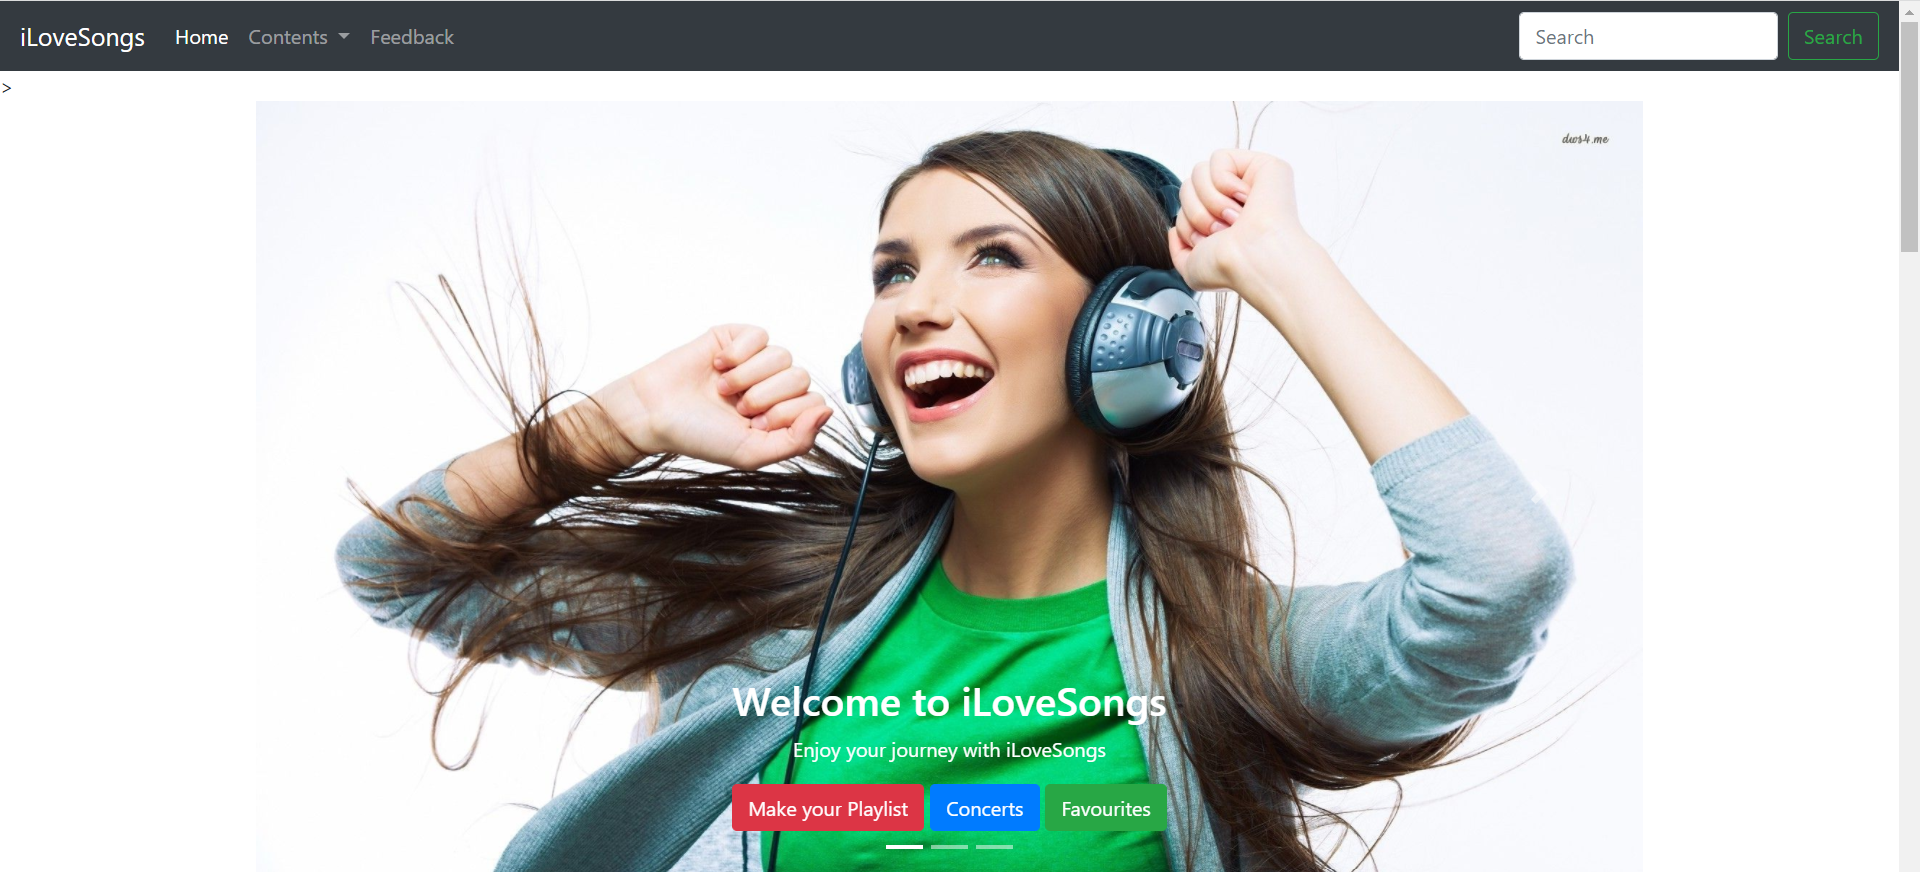 iLoveSongs Home Contents Feedback Search Search
>
dws4.me
Welcome to iLoveSongs
Enjoy your journey with iLoveSongs
Make your Playlist Concerts Favourites